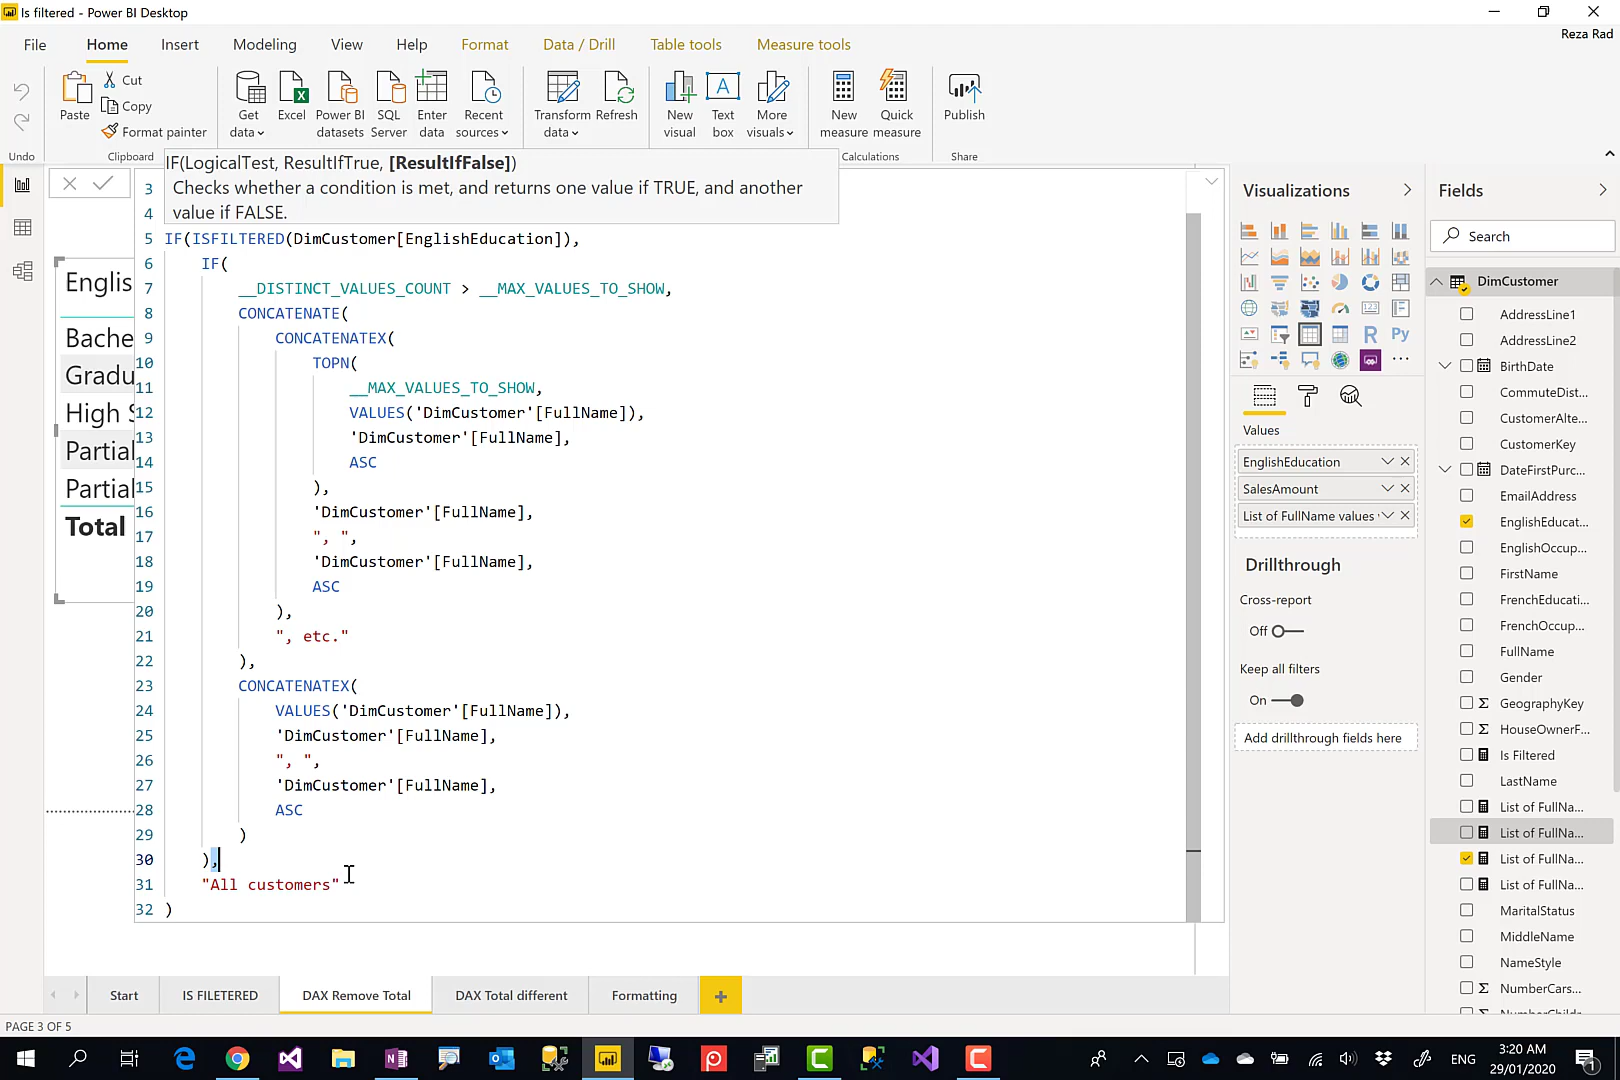 Is filtered - Power BI Desktop
Reza Rad
File
Home
Insert
Modeling
View
Help
Format
Data / Drill
Table tools
Measure tools
Paste
Cut
Copy
Format painter
Get
data
Excel
Power BI
datasets
SQL
Server
Enter
data
Recent
sources
Transform
data
Refresh
New
visual
Text
box
More
visuals
New
measure
Quick
measure
Publish
Undo
Clipboard
Calculations
Share
IF(LogicalTest, ResultIfTrue, [ResultIfFalse])
Checks whether a condition is met, and returns one value if TRUE, and another
value if FALSE.
3
4
5 IF(ISFILTERED(DimCustomer[EnglishEducation]),
6 IF(
7 __DISTINCT_VALUES_COUNT > __MAX_VALUES_TO_SHOW,
8 CONCATENATE(
9 CONCATENATEX(
10 TOPN(
11 __MAX_VALUES_TO_SHOW,
12 VALUES('DimCustomer'[FullName]),
13 'DimCustomer'[FullName],
14 ASC
15 ),
16 'DimCustomer'[FullName],
17 ", ",
18 'DimCustomer'[FullName],
19 ASC
20 ),
21 ", etc."
22 ),
23 CONCATENATEX(
24 VALUES('DimCustomer'[FullName]),
25 'DimCustomer'[FullName],
26 ", ",
27 'DimCustomer'[FullName],
28 ASC
29 )
30 ),
31 "All customers"
32 )
Englis
Bache
Gradu
High S
Partial
Partial
Total
Visualizations
R
Py
123
Values
EnglishEducation
SalesAmount
List of FullName values
Drillthrough
Cross-report
Off
Keep all filters
On
Add drillthrough fields here
Fields
Search
DimCustomer
AddressLine1
AddressLine2
BirthDate
CommuteDist...
CustomerAlte...
CustomerKey
DateFirstPurc...
EmailAddress
EnglishEducat...
EnglishOccup...
FirstName
FrenchEducati...
FrenchOccup...
FullName
Gender
GeographyKey
HouseOwnerF...
Is Filtered
LastName
List of FullNa...
List of FullNa...
List of FullNa...
List of FullNa...
MaritalStatus
MiddleName
NameStyle
NumberCars...
Start
IS FILETERED
DAX Remove Total
DAX Total different
Formatting
PAGE 3 OF 5
ENG
3:20 AM
29/01/2020
1